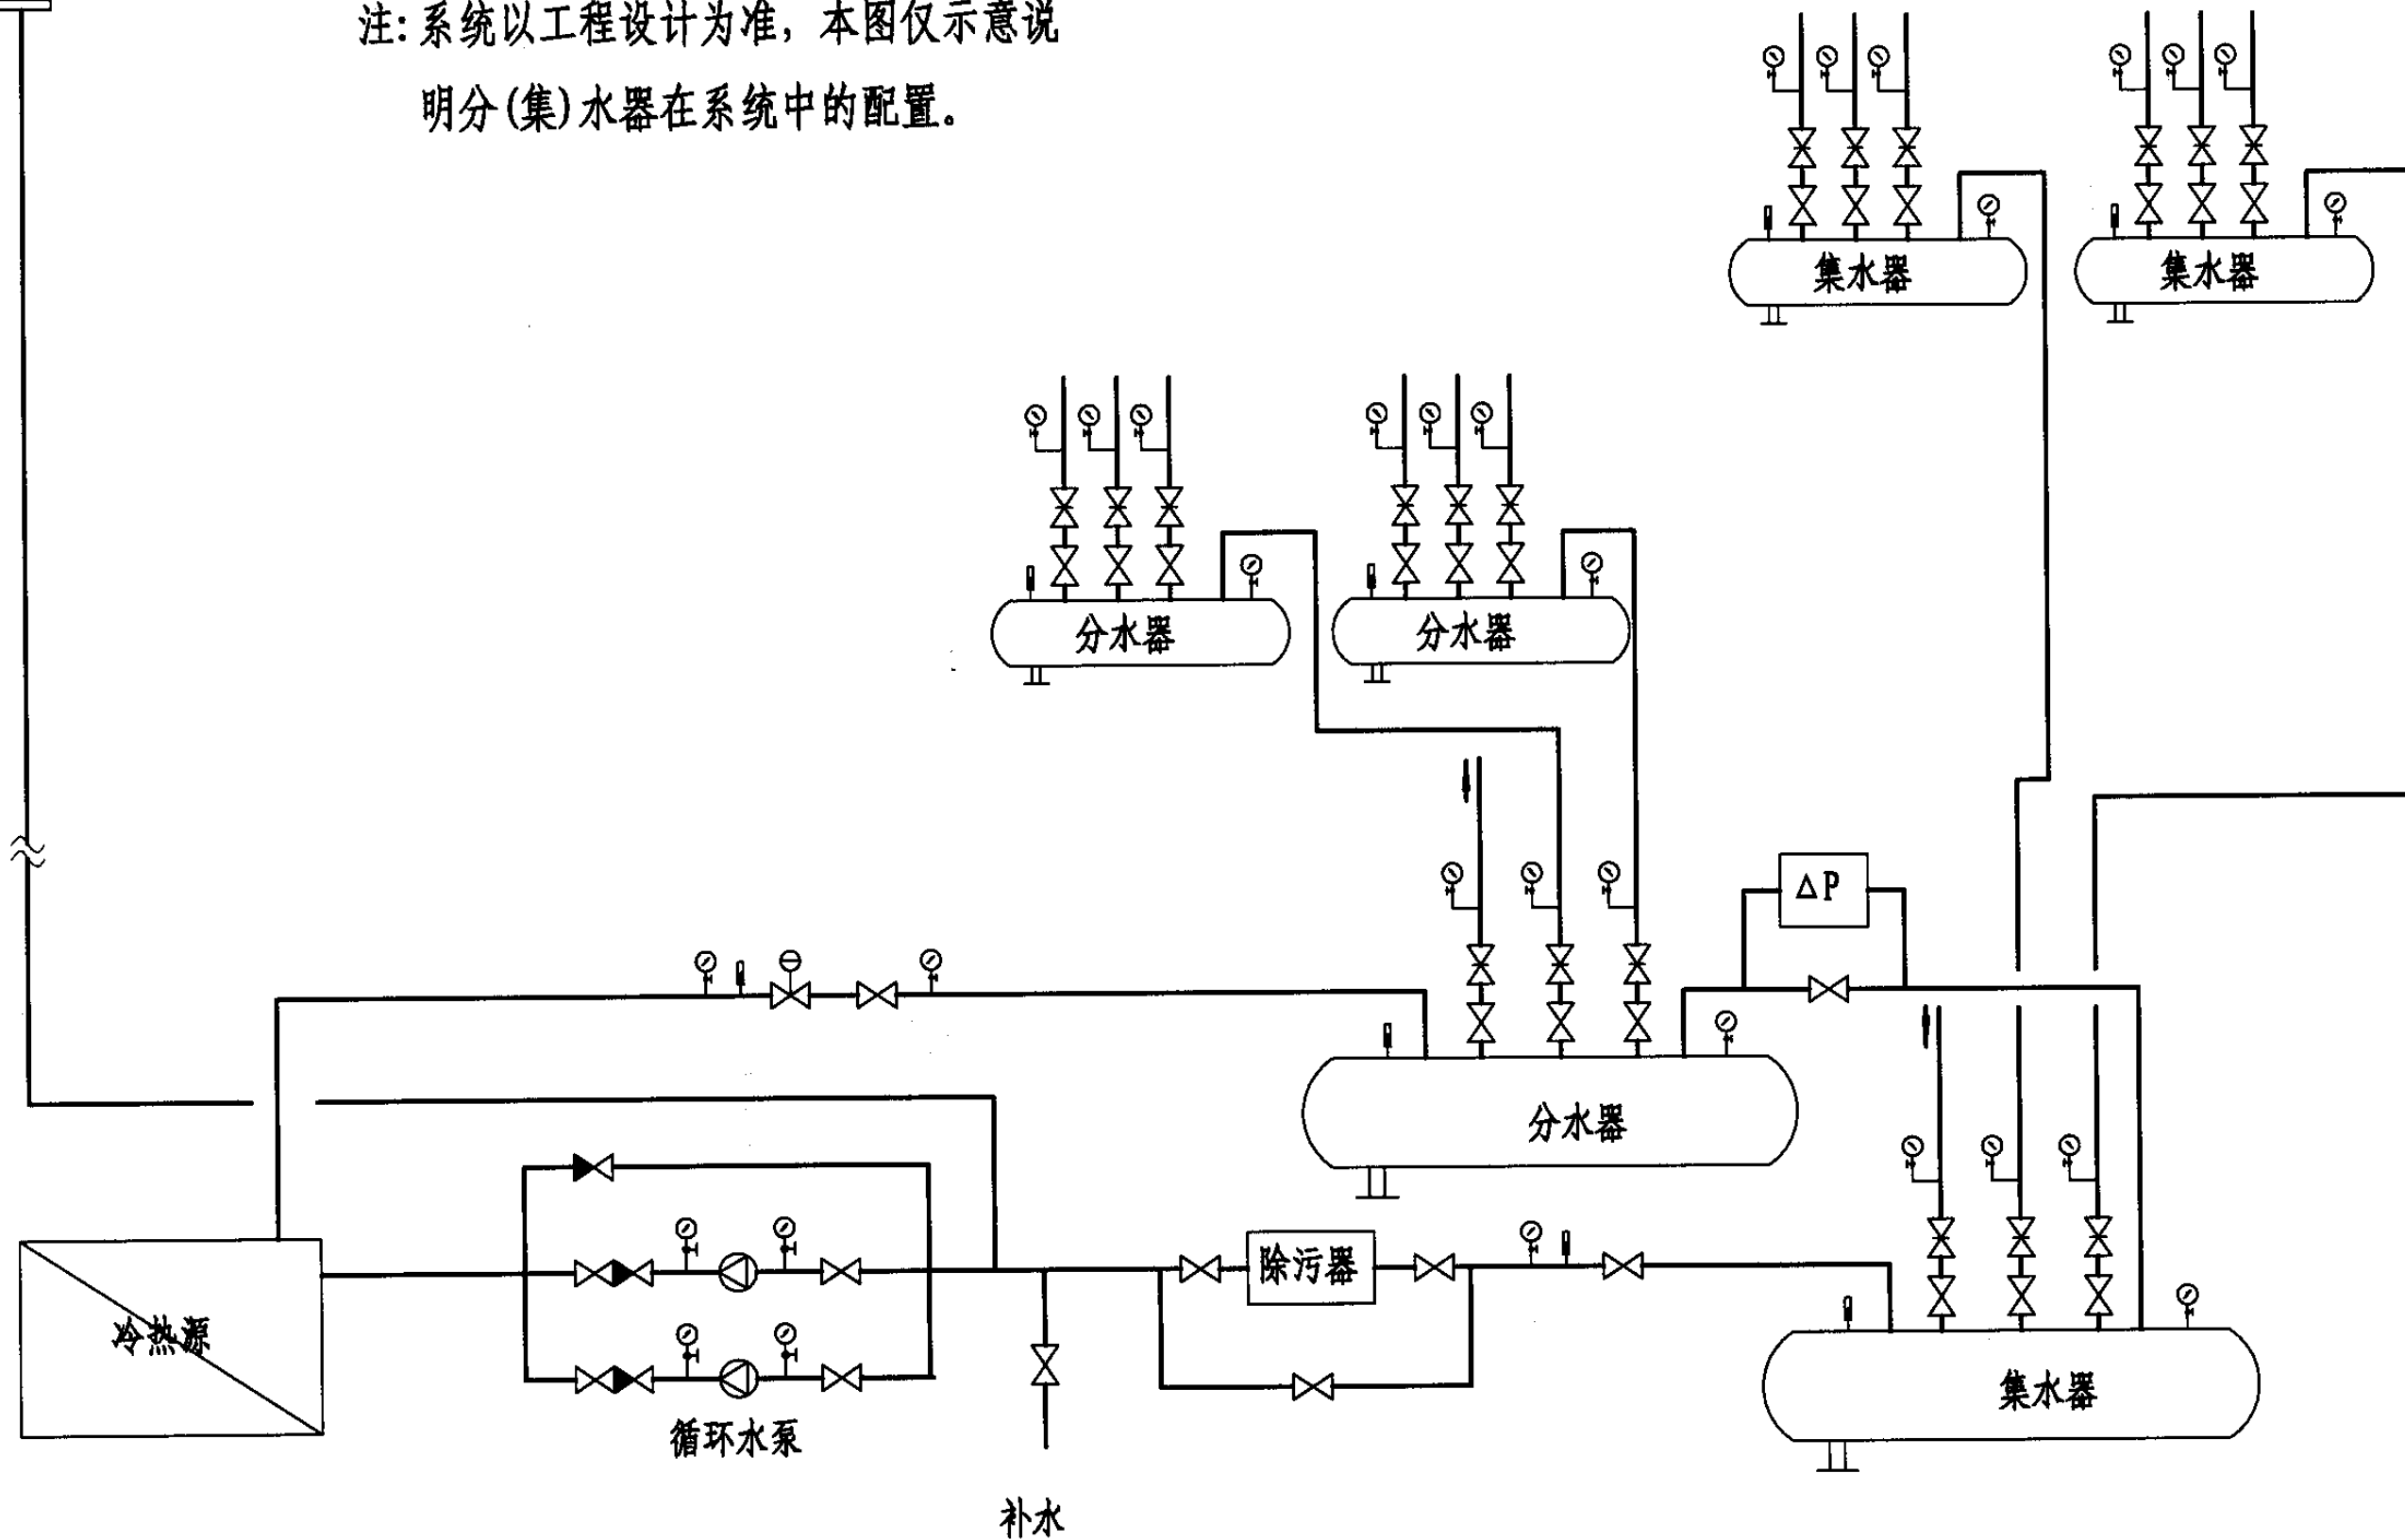 注: 系统以工程设计为准, 本图仅示意说
明分(集)水器在系统中的配置。
集水器
集水器
分水器
分水器
ΔP
分水器
除污器
冷热源
集水器
循环水泵
补水